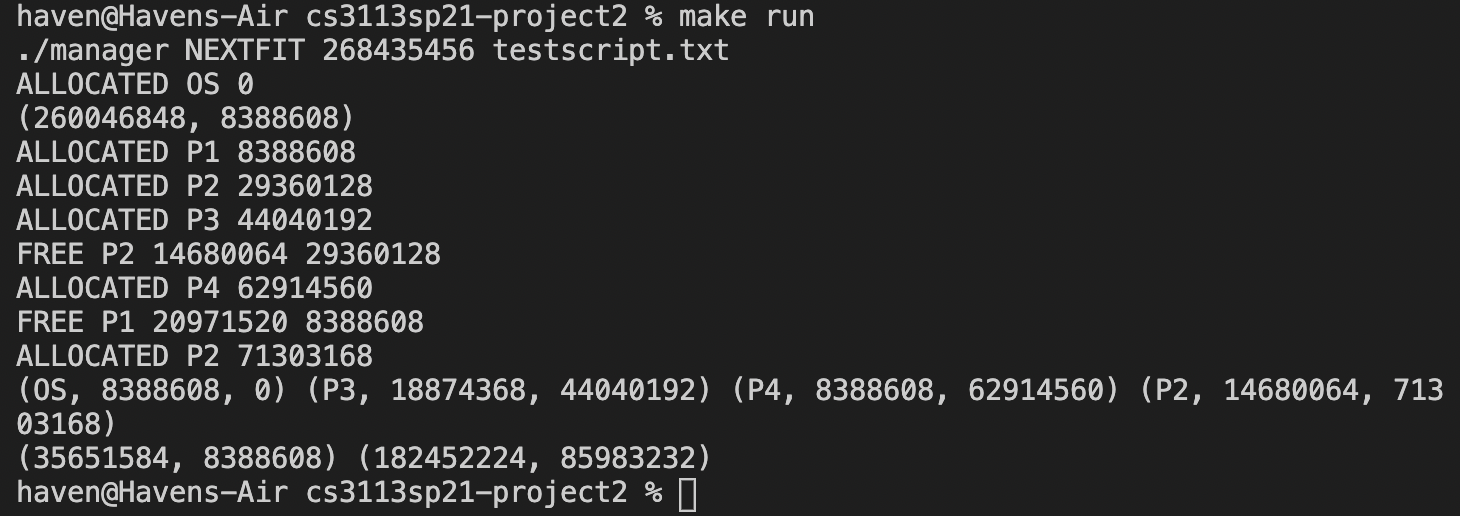 haven@Havens-Air cs3113sp21-project2 % make run
./manager NEXTFIT 268435456 testscript.txt
ALLOCATED OS 0
(260046848, 8388608)
ALLOCATED P1 8388608
ALLOCATED P2 29360128
ALLOCATED P3 44040192
FREE P2 14680064 29360128
ALLOCATED P4 62914560
FREE P1 20971520 8388608
ALLOCATED P2 71303168
(OS, 8388608, 0) (P3, 18874368, 44040192) (P4, 8388608, 62914560) (P2, 14680064, 713
03168)
(35651584, 8388608) (182452224, 85983232)
haven@Havens-Air cs3113sp21-project2 %